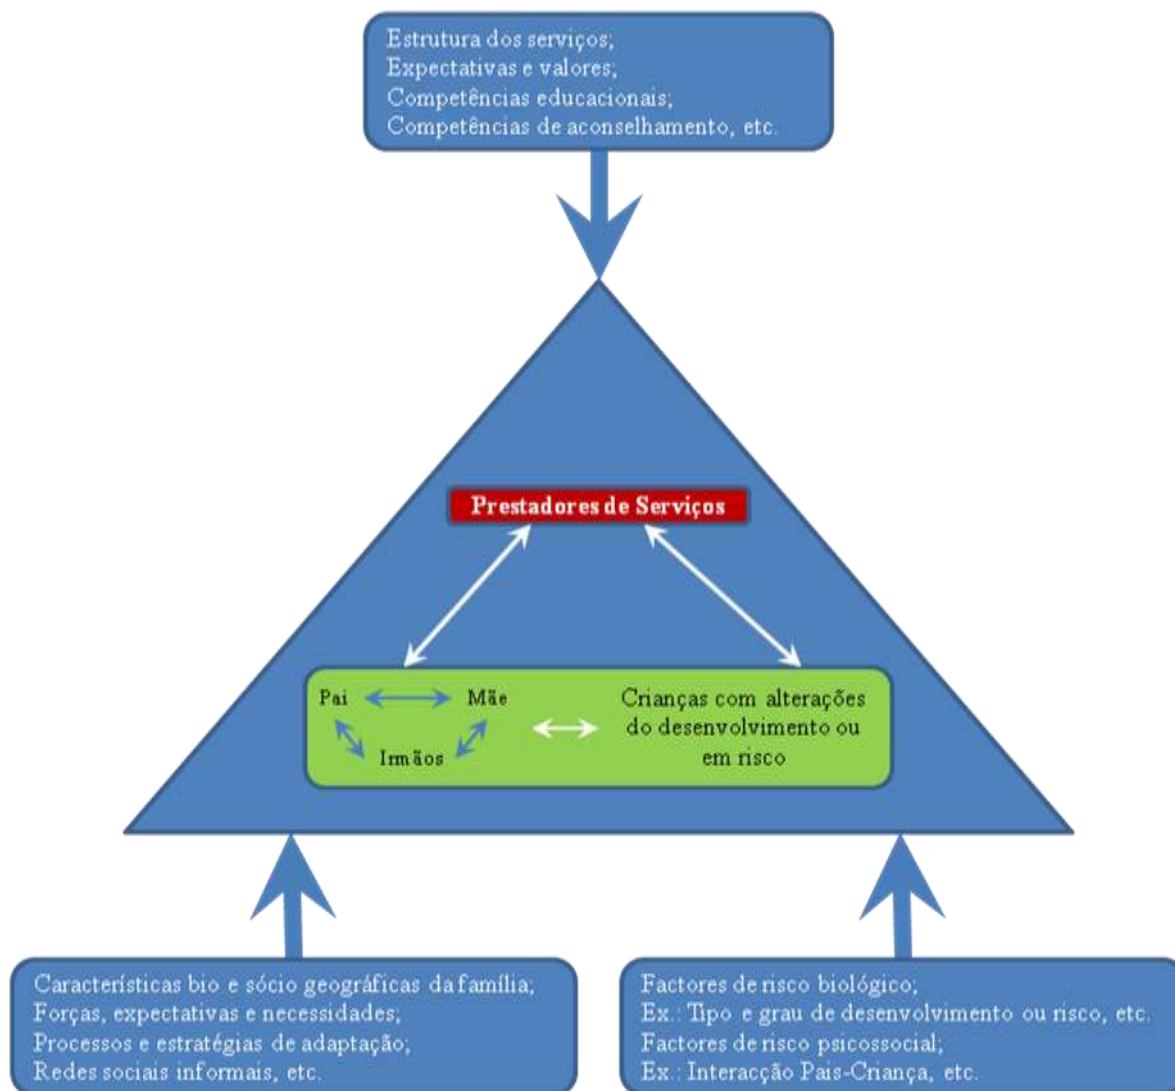 Estrutura dos serviços;
Expectativas e valores;
Competências educacionais;
Competências de aconselhamento, etc.
Prestadores de Serviços
Pai
Mãe
Irmãos
Crianças com alterações
do desenvolvimento ou
em risco
Características bio e sócio geográficas da família;
Forças, expectativas e necessidades;
Processos e estratégias de adaptação;
Redes sociais informais, etc.
Factores de risco biológico;
Ex.: Tipo e grau de desenvolvimento ou risco, etc.
Factores de risco psicossocial;
Ex.: Interacção Pais-Criança, etc.